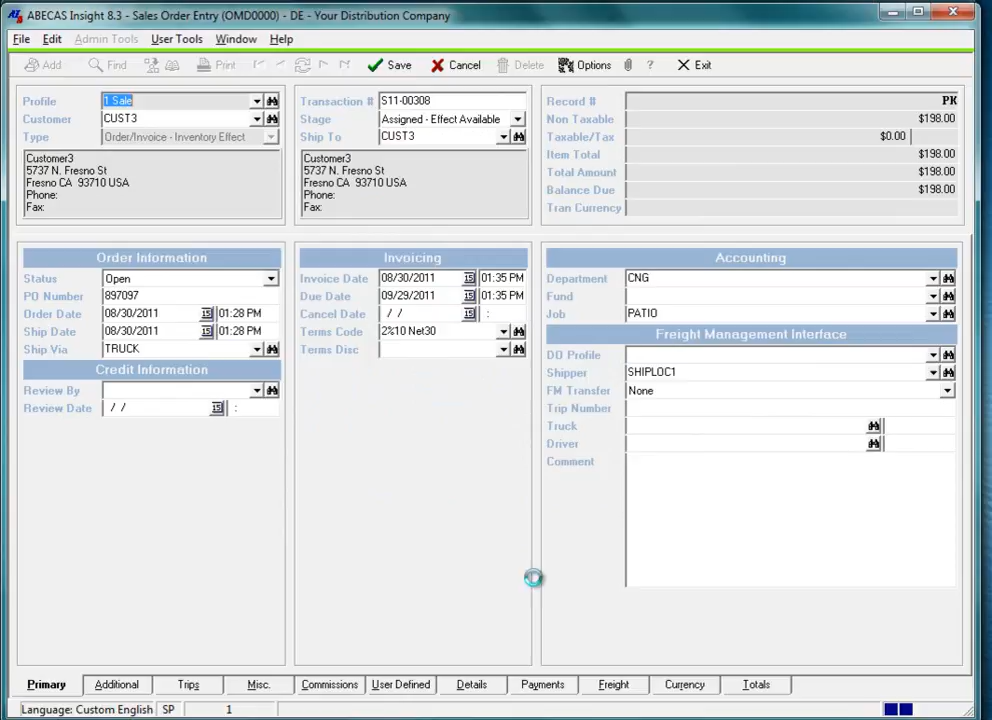 ABECAS Insight 8.3 - Sales Order Entry (OMD0000) - DE - Your Distribution Company
File Edit Admin Tools User Tools Window Help
Add Find Print Save Cancel Delete Options ? Exit
Profile 1 Sale
Customer CUST3
Type Order/Invoice - Inventory Effect
Customer3
5737 N. Fresno St
Fresno CA 93710 USA
Phone:
Fax:
Transaction # S11-00308
Stage Assigned - Effect Available
Ship To CUST3
Customer3
5737 N. Fresno St
Fresno CA 93710 USA
Phone:
Fax:
Record # PK
Non Taxable $198.00
Taxable/Tax $0.00
Item Total $198.00
Total Amount $198.00
Balance Due $198.00
Tran Currency
Order Information
Status Open
PO Number 897097
Order Date 08/30/2011 15 01:28 PM
Ship Date 08/30/2011 15 01:28 PM
Ship Via TRUCK
Credit Information
Review By
Review Date / / 15 :
Invoicing
Invoice Date 08/30/2011 15 01:35 PM
Due Date 09/29/2011 15 01:35 PM
Cancel Date / / 15 :
Terms Code 2%10 Net30
Terms Disc
Accounting
Department CNG
Fund
Job PATIO
Freight Management Interface
DO Profile
Shipper SHIPLOC1
FM Transfer None
Trip Number
Truck
Driver
Comment
Primary Additional Trips Misc. Commissions User Defined Details Payments Freight Currency Totals
Language: Custom English SP 1